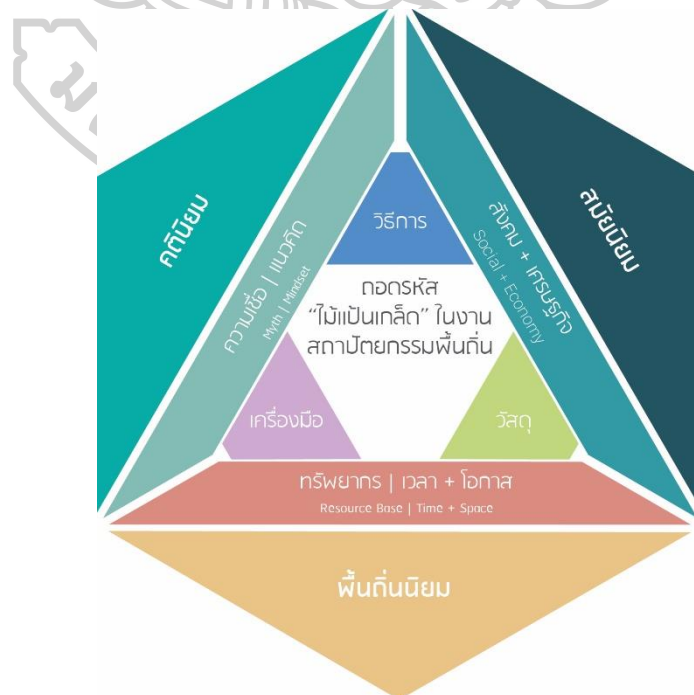 คตินิยม
สมัยนิยม
ความเชื่อ | แนวคิด
Myth | Mindset
สังคม + เศรษฐกิจ
Social + Economy
วิธีการ
ถอดรหัส
“ไม้แป้นเกล็ด” ในงาน
สถาปัตยกรรมพื้นถิ่น
เครื่องมือ
วัสดุ
ทรัพยากร | เวลา + โอกาส
Resource Base | Time + Space
พื้นถิ่นนิยม